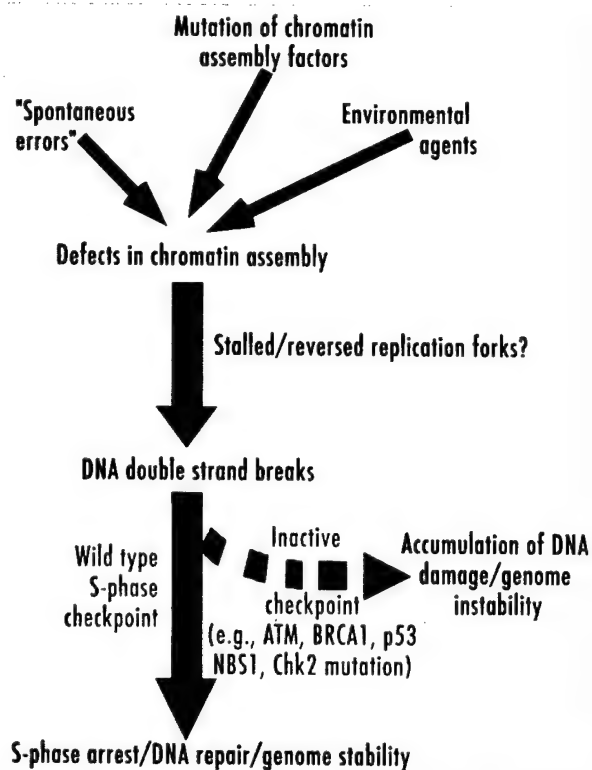 Mutation of chromatin
assembly factors
"Spontaneous
errors"
Environmental
agents
Defects in chromatin assembly
Stalled/reversed replication forks?
DNA double strand breaks
Wild type
S-phase
checkpoint
Inactive
checkpoint
(e.g., ATM, BRCA1, p53
NBS1, Chk2 mutation)
Accumulation of DNA
damage/genome
instability
S-phase arrest/DNA repair/genome stability